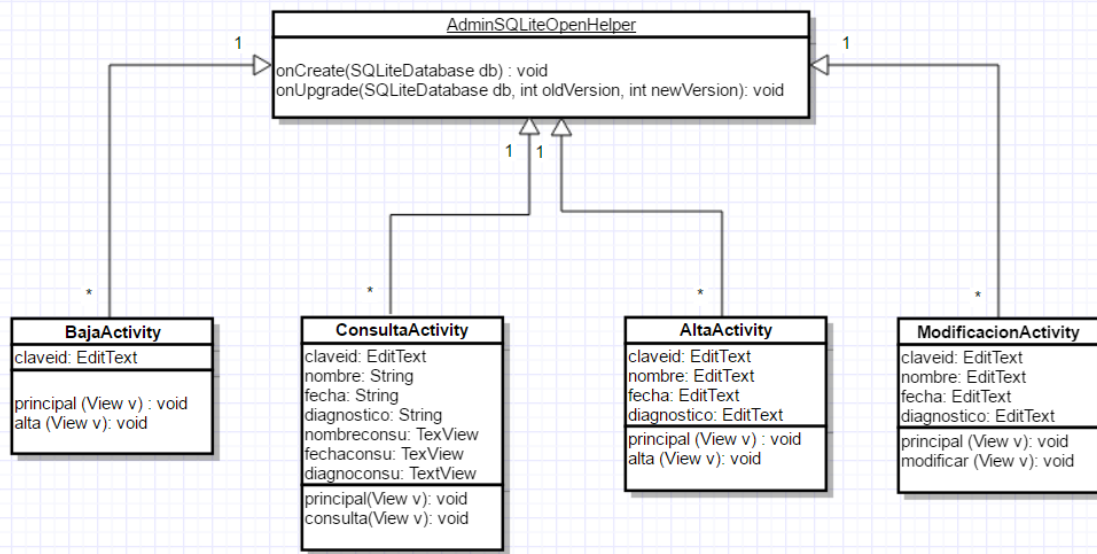 AdminSQLiteOpenHelper
1
1
onCreate(SQLiteDatabase db) : void
onUpgrade(SQLiteDatabase db, int oldVersion, int newVersion): void
1
1
*
*
*
*
BajaActivity
claveid: EditText
principal (View v) : void
alta (View v): void
ConsultaActivity
claveid: EditText
nombre: String
fecha: String
diagnostico: String
nombreconsu: TexView
fechaconsu: TexView
diagnoconsu: TextView
principal(View v): void
consulta(View v): void
AltaActivity
claveid: EditText
nombre: EditText
fecha: EditText
diagnostico: EditText
principal (View v) : void
alta (View v): void
ModificacionActivity
claveid: EditText
nombre: EditText
fecha: EditText
diagnostico: EditText
principal (View v): void
modificar (View v): void